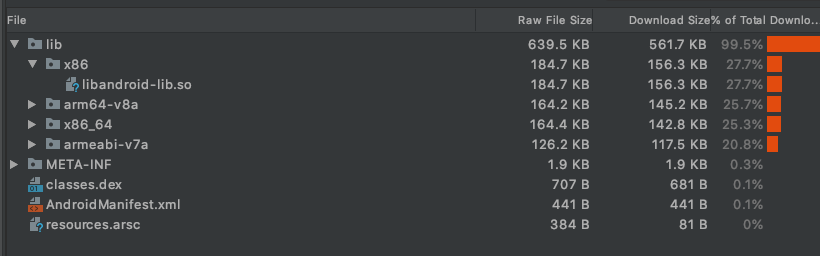 File Raw File Size Download Size % of Total Downlo...
lib 639.5 KB 561.7 KB 99.5%
x86 184.7 KB 156.3 KB 27.7%
libandroid-lib.so 184.7 KB 156.3 KB 27.7%
arm64-v8a 164.2 KB 145.2 KB 25.7%
x86_64 164.4 KB 142.8 KB 25.3%
armeabi-v7a 126.2 KB 117.5 KB 20.8%
META-INF 1.9 KB 1.9 KB 0.3%
classes.dex 707 B 681 B 0.1%
AndroidManifest.xml 441 B 441 B 0.1%
resources.arsc 384 B 81 B 0%